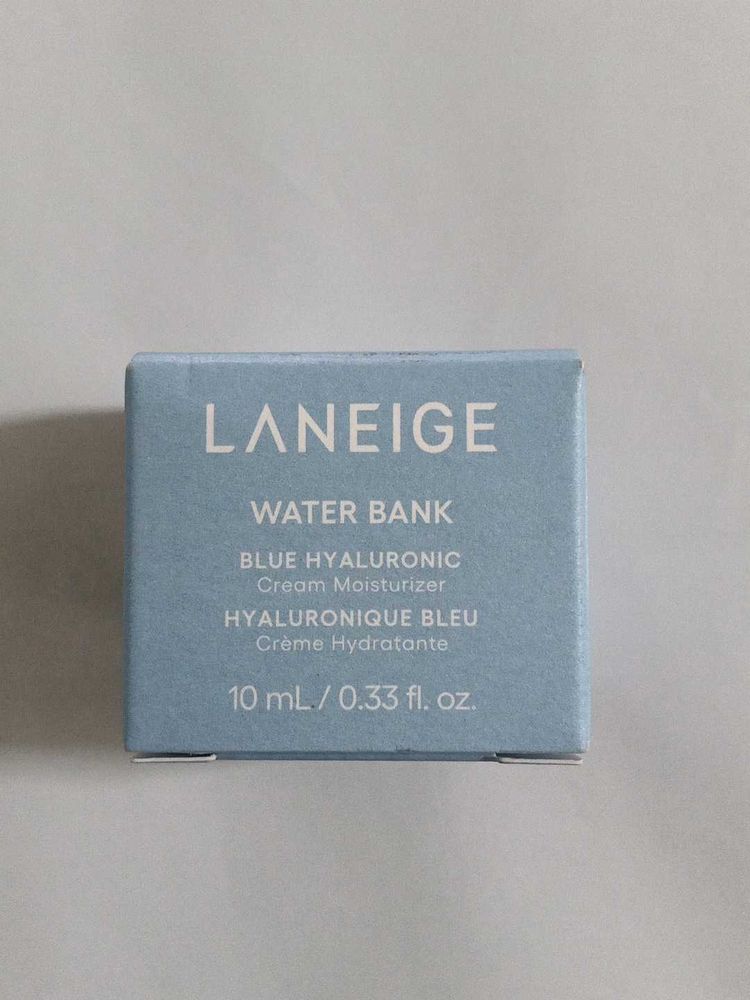 LANEIGE
WATER BANK
BLUE HYALURONIC
Cream Moisturizer
HYALURONIQUE BLEU
Crème Hydratante
10 mL / 0.33 fl. oz.